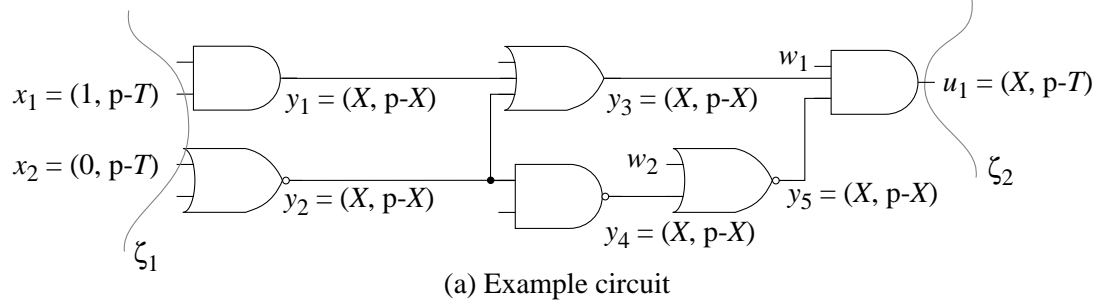 w₁
x₁ = (1, p-T)
y₁ = (X, p-X)
y₃ = (X, p-X)
u₁ = (X, p-T)
x₂ = (0, p-T)
w₂
y₂ = (X, p-X)
y₅ = (X, p-X)
ζ₂
y₄ = (X, p-X)
ζ₁
(a) Example circuit